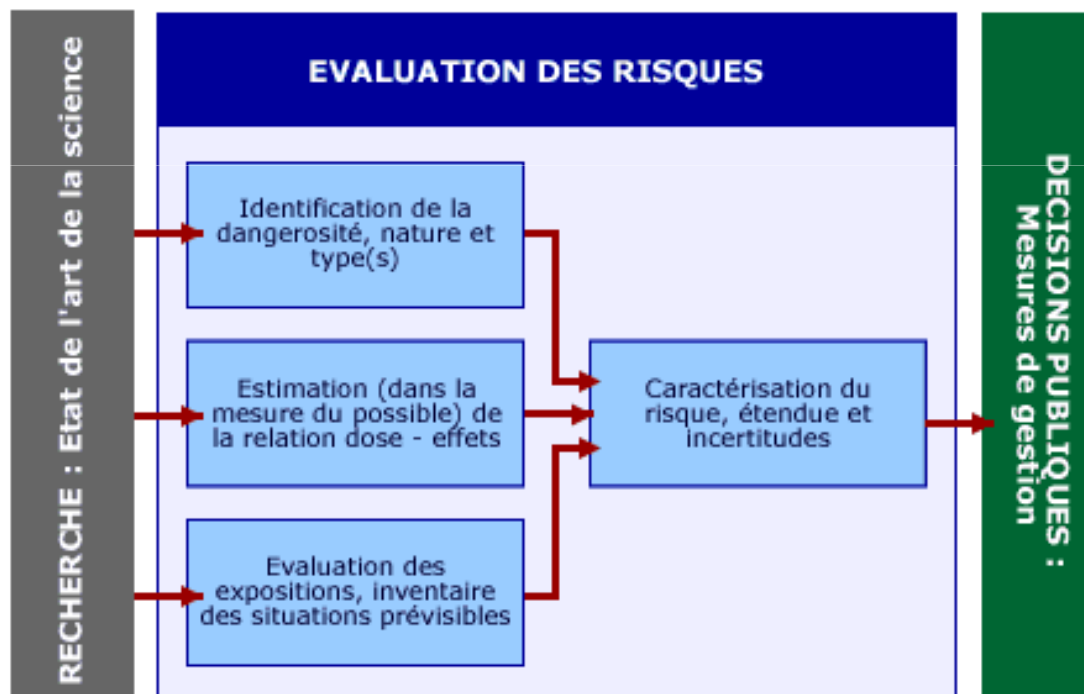 RECHERCHE : Etat de l'art de la science
EVALUATION DES RISQUES
Identification de la
dangerosité, nature et
type(s)
Estimation (dans la
mesure du possible) de
la relation dose - effets
Evaluation des
expositions, inventaire
des situations prévisibles
Caractérisation du
risque, étendue et
incertitudes
DECISIONS PUBLIQUES :
Mesures de gestion